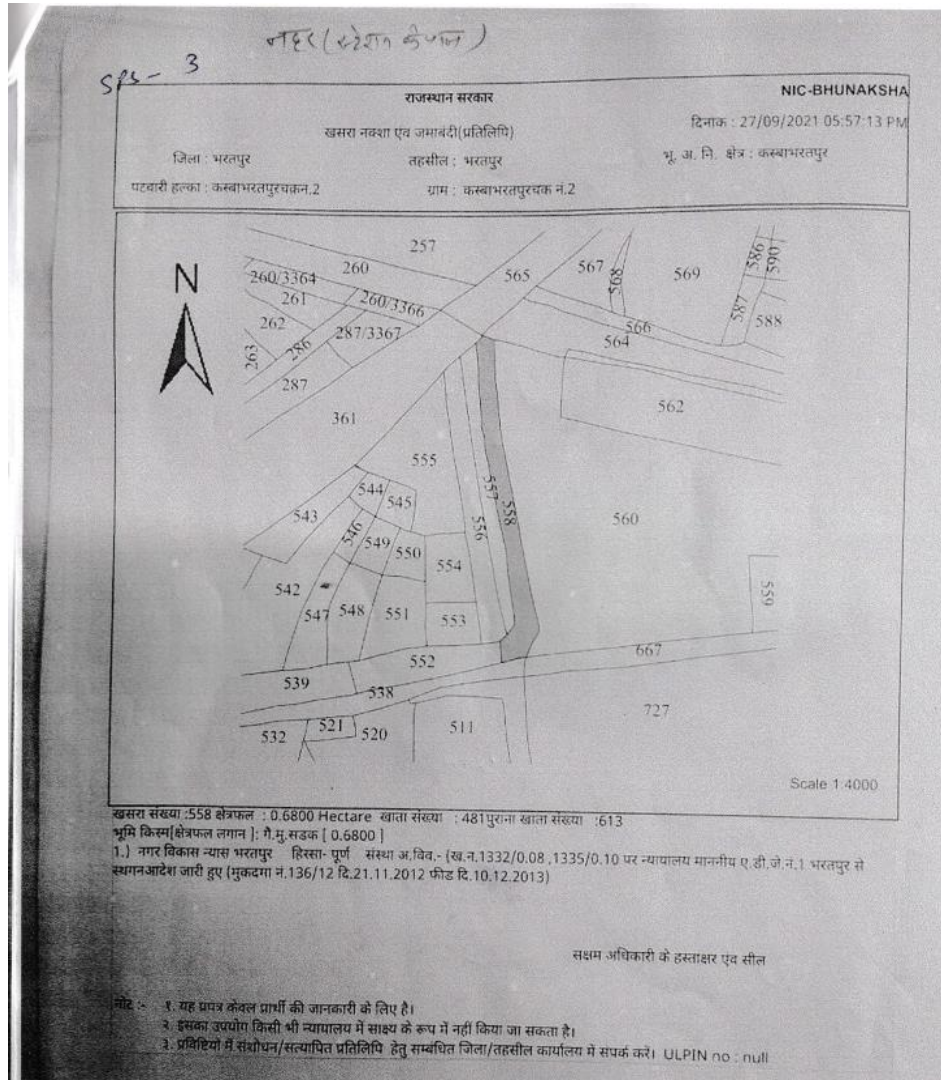 नहर (स्टेशन के पास)
SPS - 3
NIC-BHUNAKSHA
राजस्थान सरकार
दिनांक : 27/09/2021 05:57:13 PM
खसरा नक्शा एंव जमाबंदी(प्रतिलिपि)
जिला : भरतपुर तहसील : भरतपुर भू. अ. नि. क्षेत्र : कस्बाभरतपुर
पटवारी हल्का : कस्बाभरतपुरचकन.2 ग्राम : कस्बाभरतपुरचक नं.2
257
260
565
567
568
569
586
590
N
260/3364
261
260/3366
587
588
262
286
287/3367
566
564
263
287
361
562
555
544
545
557
558
543
546
549
550
556
560
554
542
559
547
548
551
553
552
667
539
538
532
521
520
511
727
Scale 1:4000
खसरा संख्या :558 क्षेत्रफल : 0.6800 Hectare खाता संख्या : 481पुराना खाता संख्या :613
भूमि किस्म[क्षेत्रफल लगान ]: गै.मु.सडक [ 0.6800 ]
1.) नगर विकास न्यास भरतपुर हिस्सा- पूर्ण संस्था अ.विव.- (ख.न.1332/0.08 ,1335/0.10 पर न्यायालय माननीय ए.डी.जे.नं.1 भरतपुर से
स्थगनआदेश जारी हुए (मुकदमा नं.136/12 दि.21.11.2012 फीड दि.10.12.2013)
सक्षम अधिकारी के हस्ताक्षर एंव सील
नोट :- १. यह प्रपत्र केवल प्रार्थी की जानकारी के लिए है।
२. इसका उपयोग किसी भी न्यायालय में साक्ष्य के रूप में नहीं किया जा सकता है।
३. प्रविष्टियों में संशोधन/सत्यापित प्रतिलिपि हेतु सम्बंधित जिला/तहसील कार्यालय में संपर्क करें। ULPIN no : null